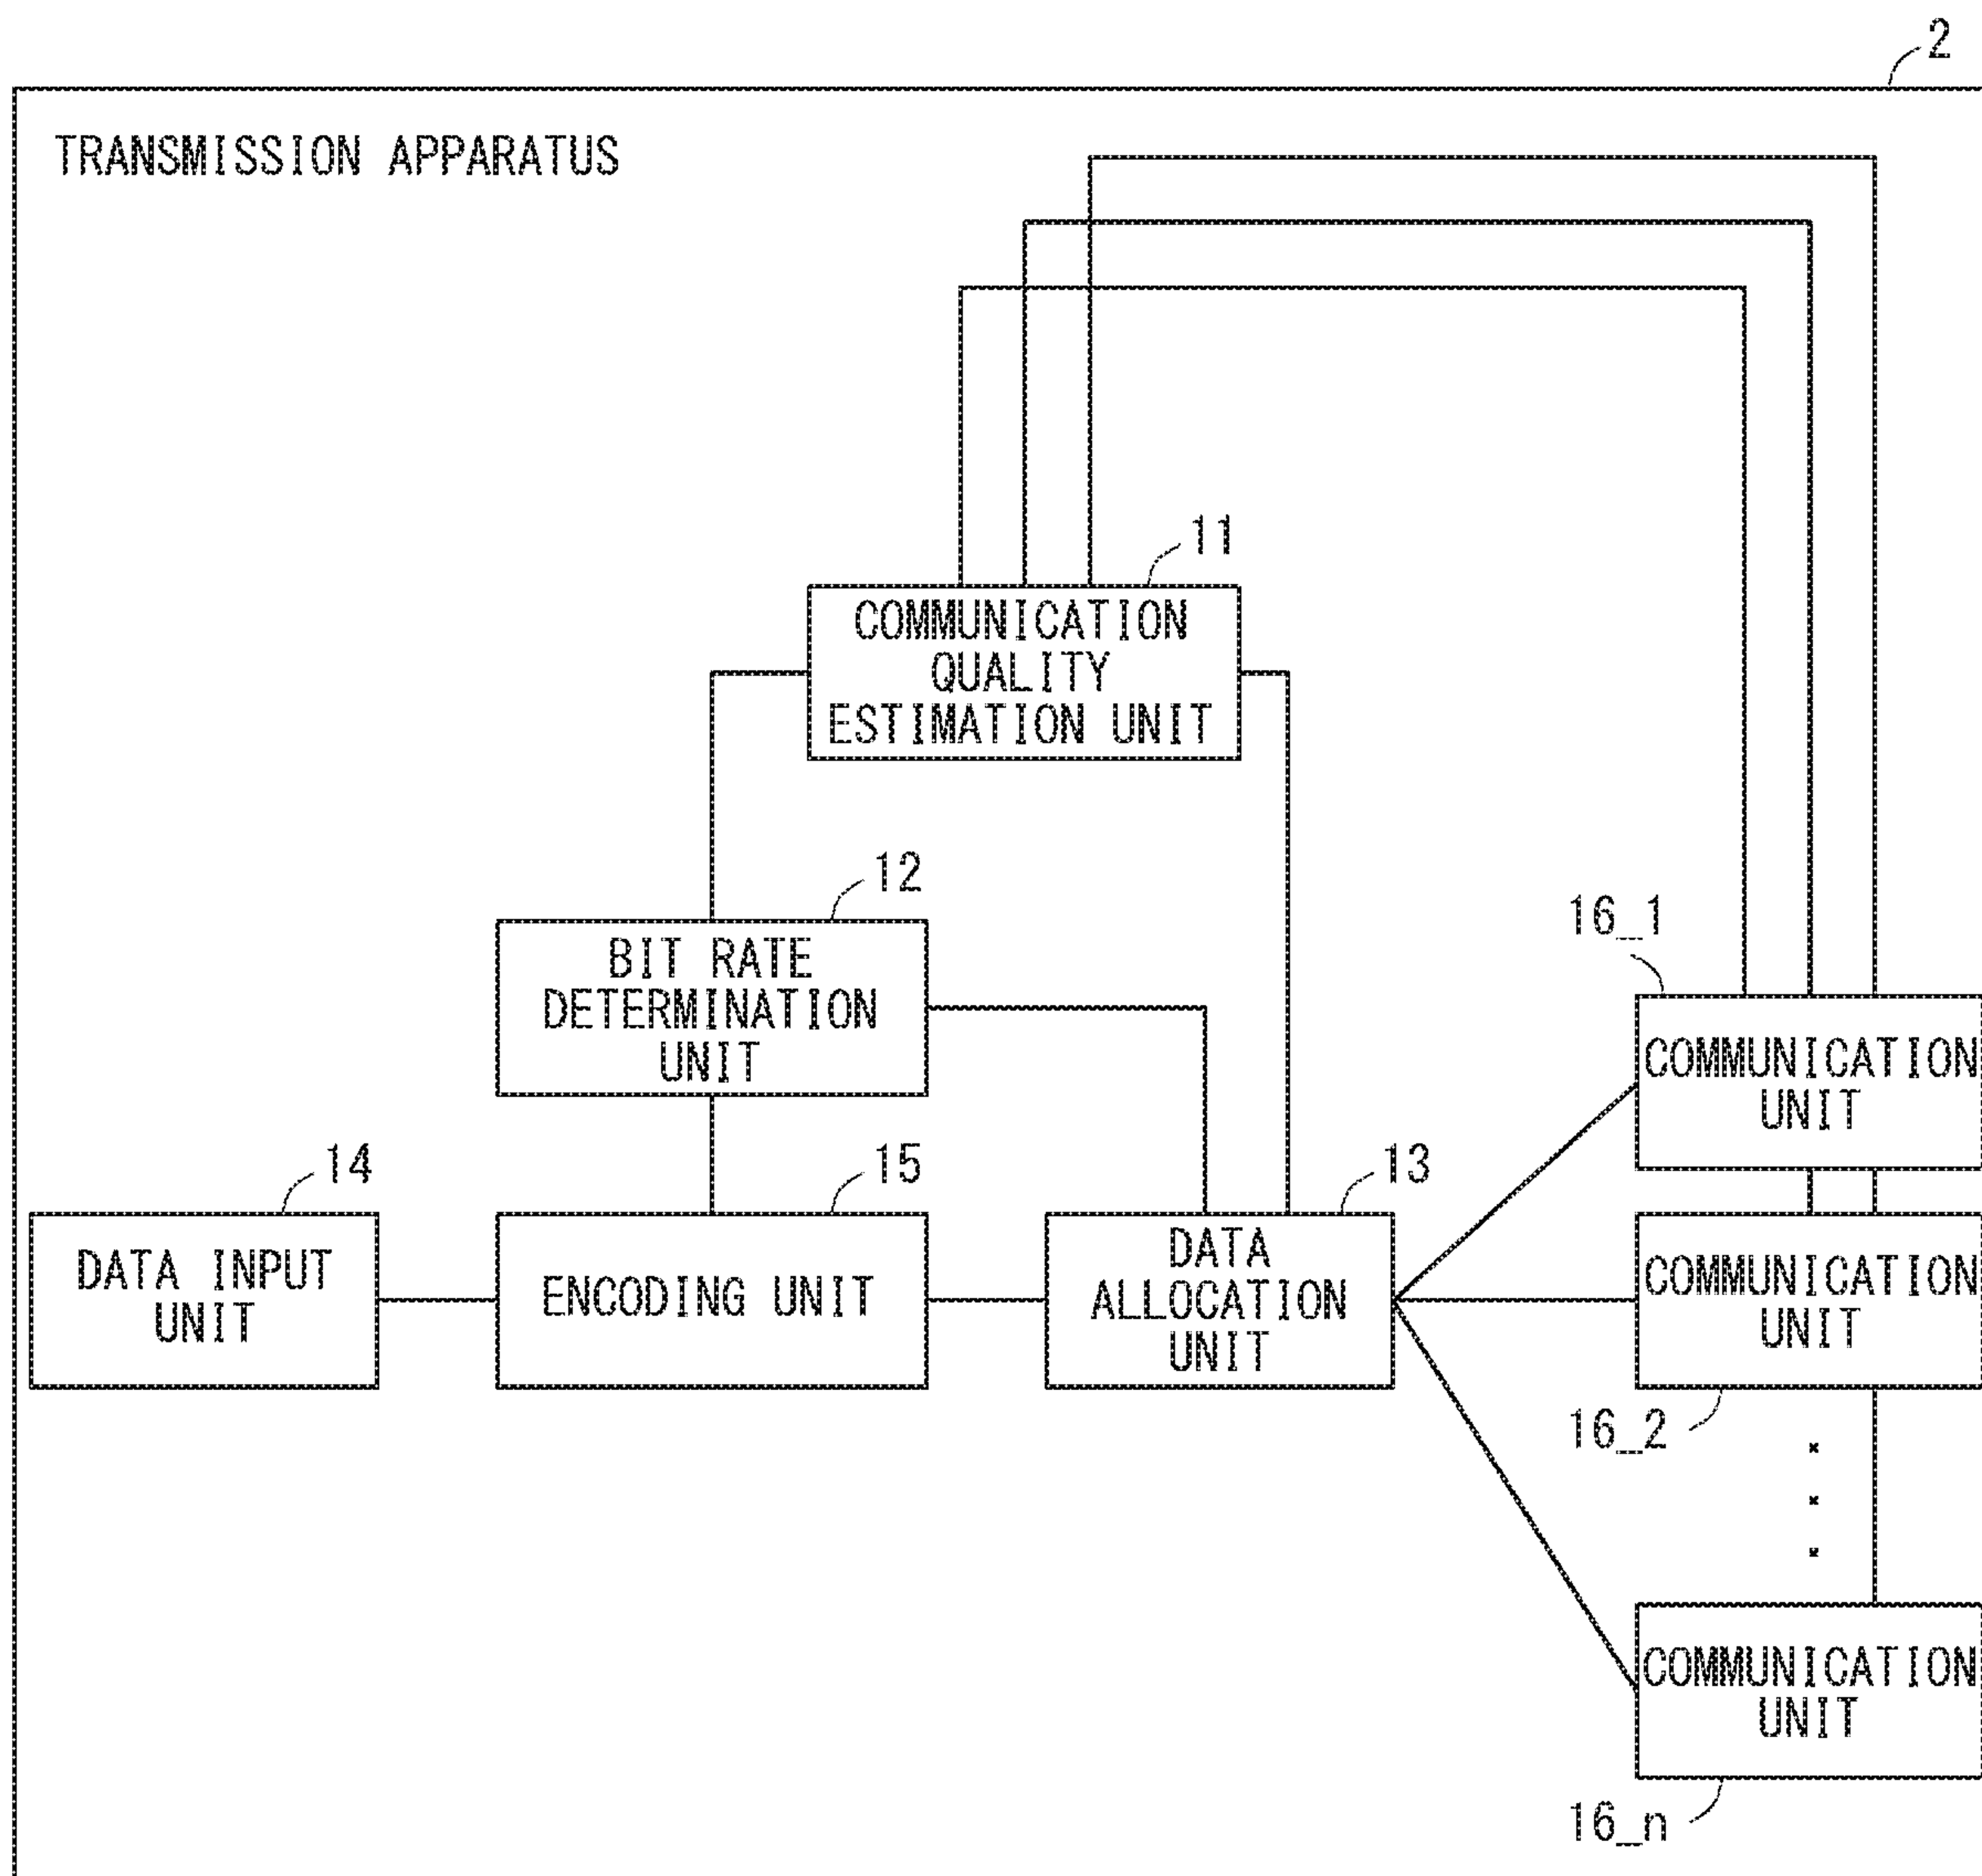 2
TRANSMISSION APPARATUS
11
COMMUNICATION
QUALITY
ESTIMATION UNIT
12
BIT RATE
DETERMINATION
UNIT
16_1
COMMUNICATION
UNIT
14
DATA INPUT
UNIT
15
ENCODING UNIT
13
DATA
ALLOCATION
UNIT
COMMUNICATION
UNIT
16_2
COMMUNICATION
UNIT
16_n